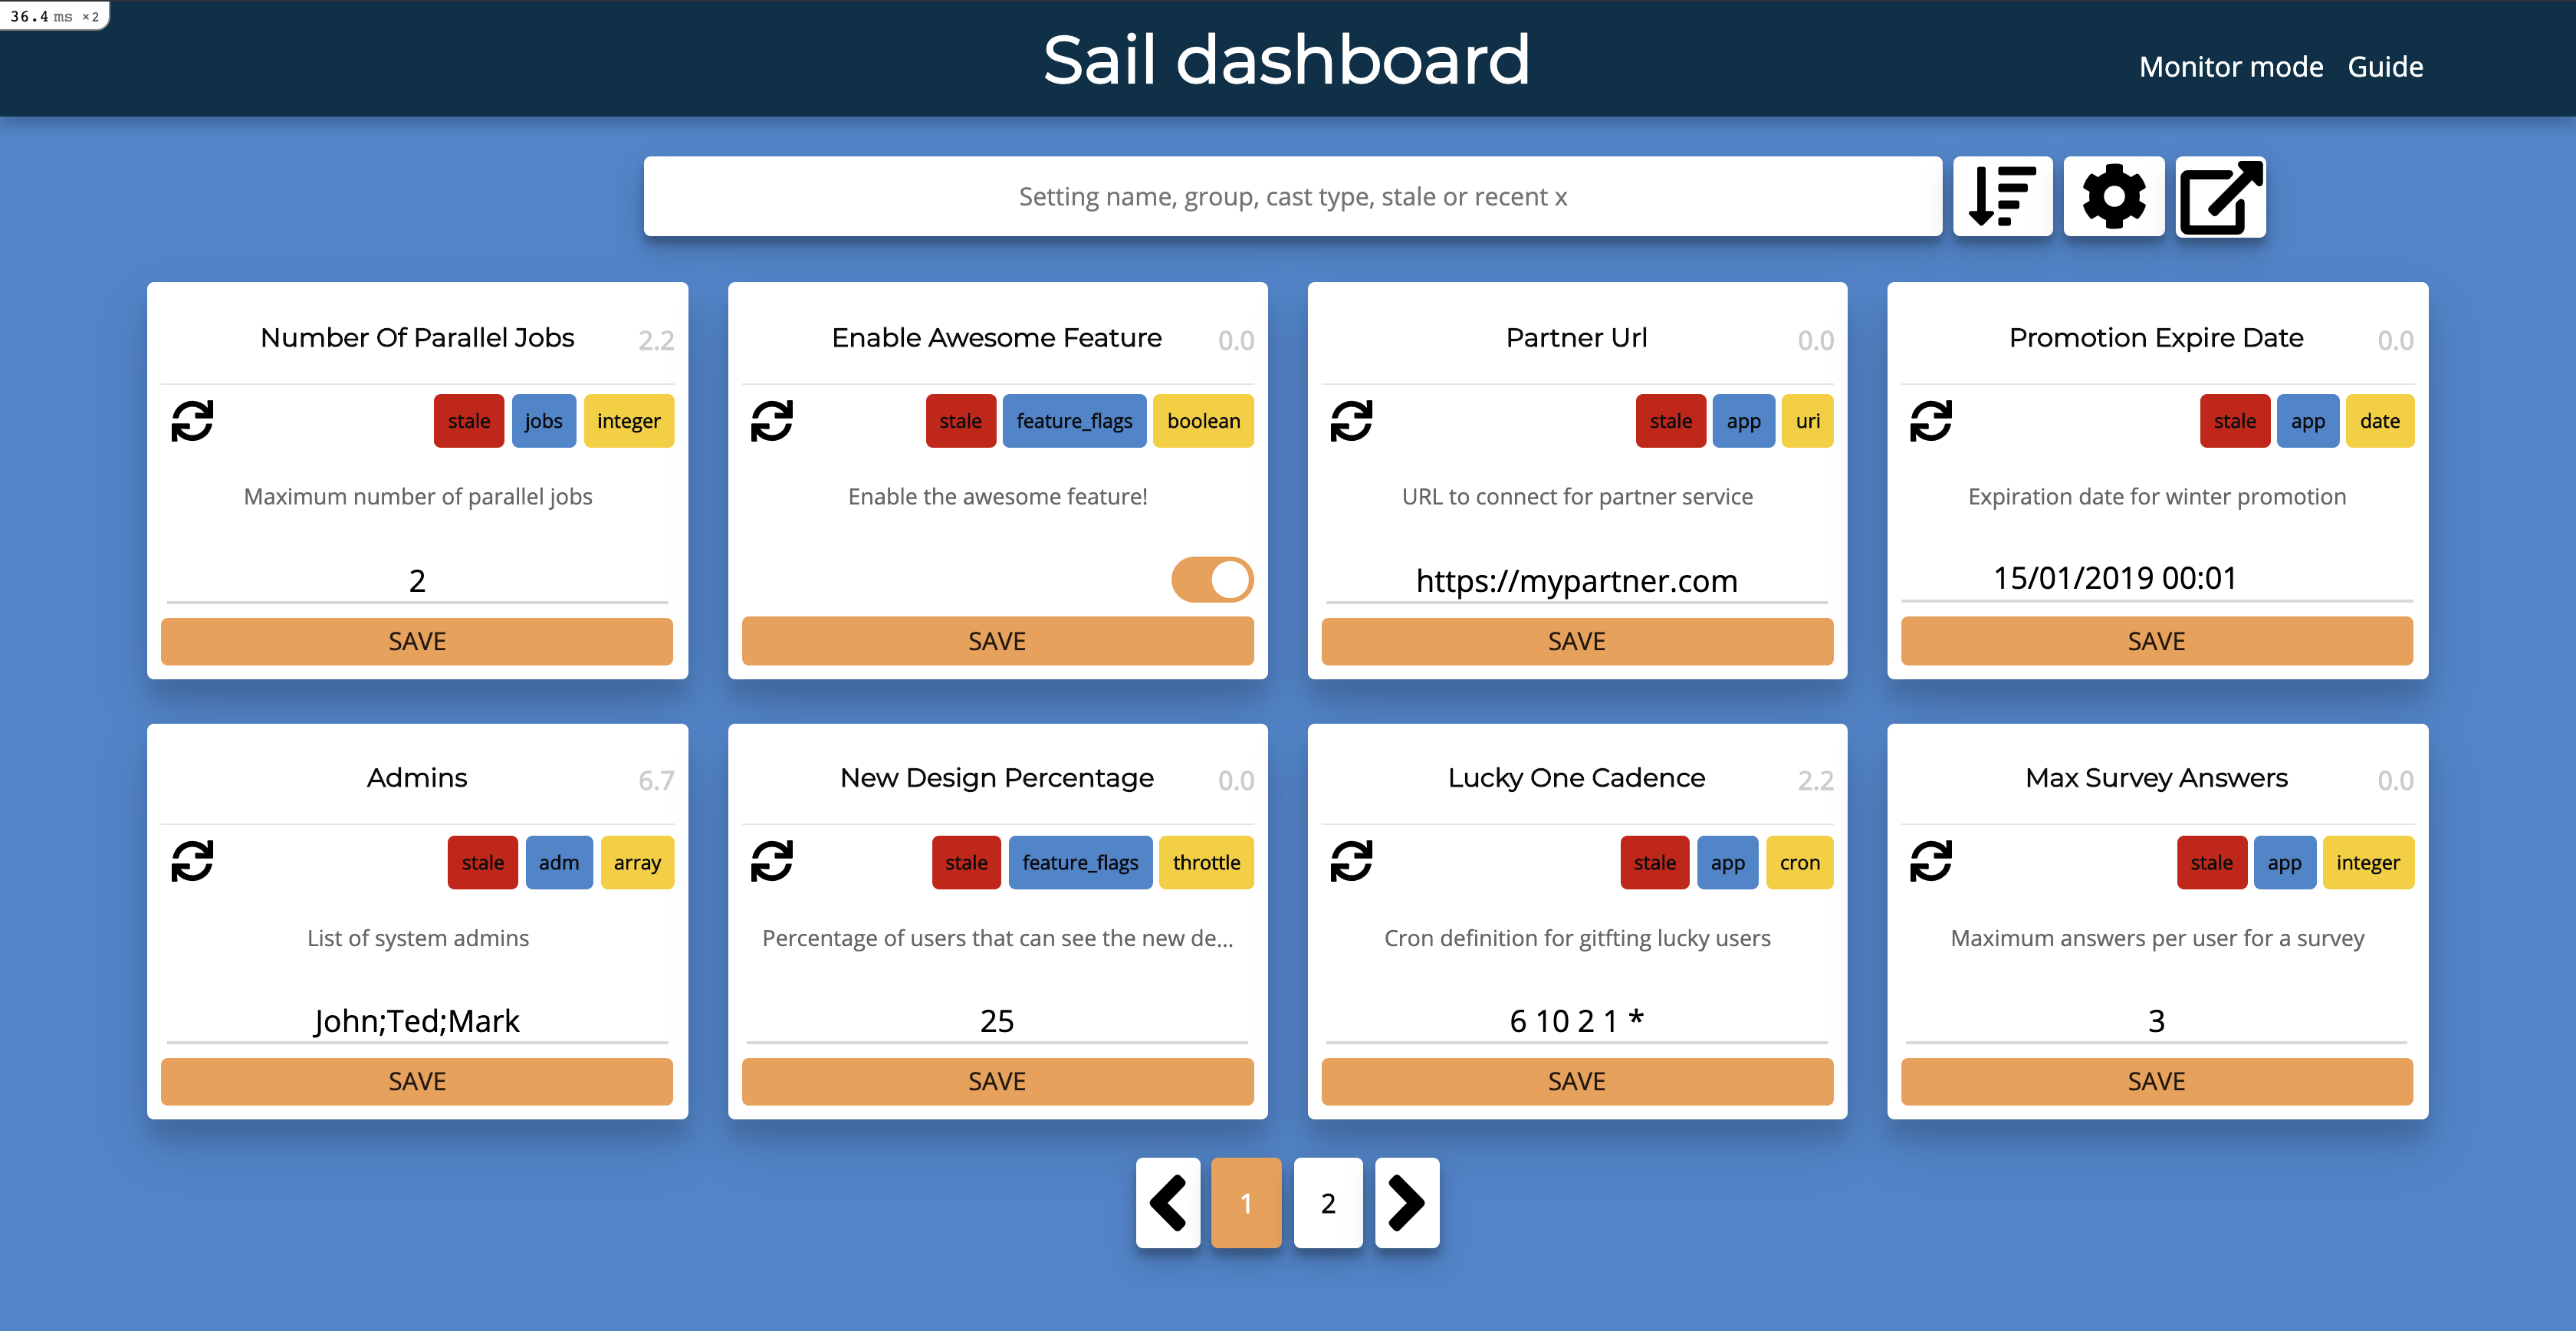 36.4 ms ×2
Sail dashboard
Monitor mode Guide
Setting name, group, cast type, stale or recent x
Number Of Parallel Jobs 2.2
stale jobs integer
Maximum number of parallel jobs
2
SAVE
Enable Awesome Feature 0.0
stale feature_flags boolean
Enable the awesome feature!
SAVE
Partner Url 0.0
stale app uri
URL to connect for partner service
https://mypartner.com
SAVE
Promotion Expire Date 0.0
stale app date
Expiration date for winter promotion
15/01/2019 00:01
SAVE
Admins 6.7
stale adm array
List of system admins
John;Ted;Mark
SAVE
New Design Percentage 0.0
stale feature_flags throttle
Percentage of users that can see the new de...
25
SAVE
Lucky One Cadence 2.2
stale app cron
Cron definition for gitfting lucky users
6 10 2 1 *
SAVE
Max Survey Answers 0.0
stale app integer
Maximum answers per user for a survey
3
SAVE
1 2